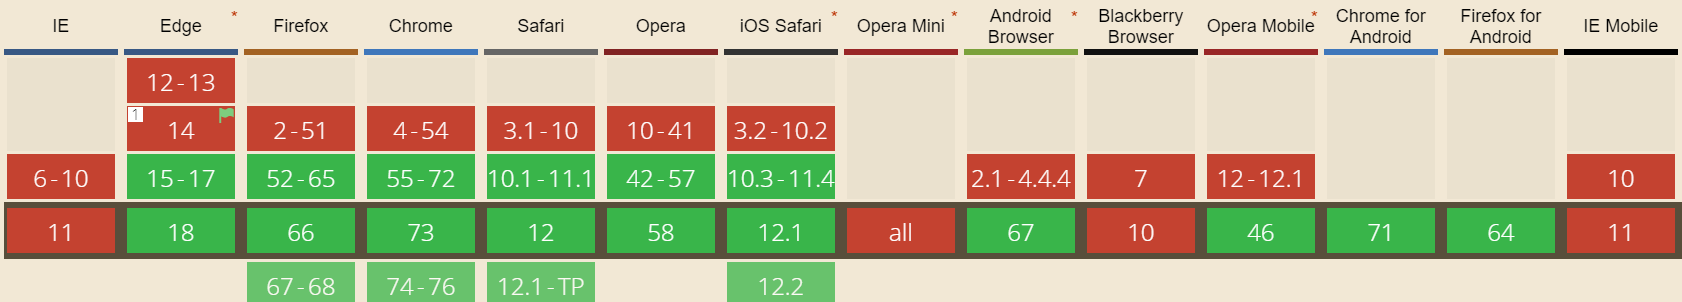 IE Edge * Firefox Chrome Safari Opera iOS Safari * Opera Mini * Android Browser * Blackberry Browser Opera Mobile * Chrome for Android Firefox for Android IE Mobile
12-13
1 14 2-51 4-54 3.1-10 10-41 3.2-10.2
6-10 15-17 52-65 55-72 10.1-11.1 42-57 10.3-11.4 2.1-4.4.4 7 12-12.1 10
11 18 66 73 12 58 12.1 all 67 10 46 71 64 11
67-68 74-76 12.1-TP 12.2